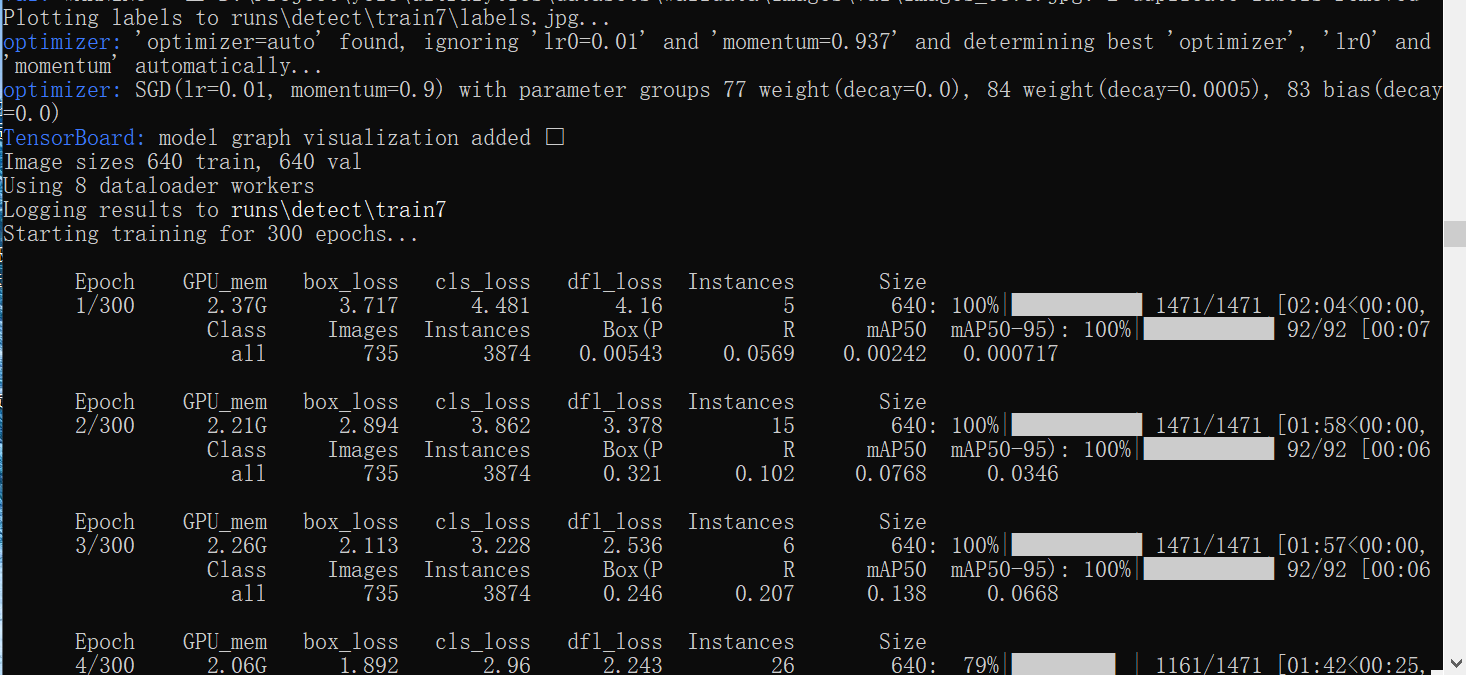 Plotting labels to runs\detect\train7\labels.jpg...
optimizer: 'optimizer=auto' found, ignoring 'lr0=0.01' and 'momentum=0.937' and determining best 'optimizer', 'lr0' and
'momentum' automatically...
optimizer: SGD(lr=0.01, momentum=0.9) with parameter groups 77 weight(decay=0.0), 84 weight(decay=0.0005), 83 bias(decay
=0.0)
TensorBoard: model graph visualization added □
Image sizes 640 train, 640 val
Using 8 dataloader workers
Logging results to runs\detect\train7
Starting training for 300 epochs...
Epoch GPU_mem box_loss cls_loss dfl_loss Instances Size
1/300 2.37G 3.717 4.481 4.16 5 640: 100%| | 1471/1471 [02:04<00:00,
Class Images Instances Box(P R mAP50 mAP50-95): 100%| | 92/92 [00:07
all 735 3874 0.00543 0.0569 0.00242 0.000717
Epoch GPU_mem box_loss cls_loss dfl_loss Instances Size
2/300 2.21G 2.894 3.862 3.378 15 640: 100%| | 1471/1471 [01:58<00:00,
Class Images Instances Box(P R mAP50 mAP50-95): 100%| | 92/92 [00:06
all 735 3874 0.321 0.102 0.0768 0.0346
Epoch GPU_mem box_loss cls_loss dfl_loss Instances Size
3/300 2.26G 2.113 3.228 2.536 6 640: 100%| | 1471/1471 [01:57<00:00,
Class Images Instances Box(P R mAP50 mAP50-95): 100%| | 92/92 [00:06
all 735 3874 0.246 0.207 0.138 0.0668
Epoch GPU_mem box_loss cls_loss dfl_loss Instances Size
4/300 2.06G 1.892 2.96 2.243 26 640: 79%| | 1161/1471 [01:42<00:25,